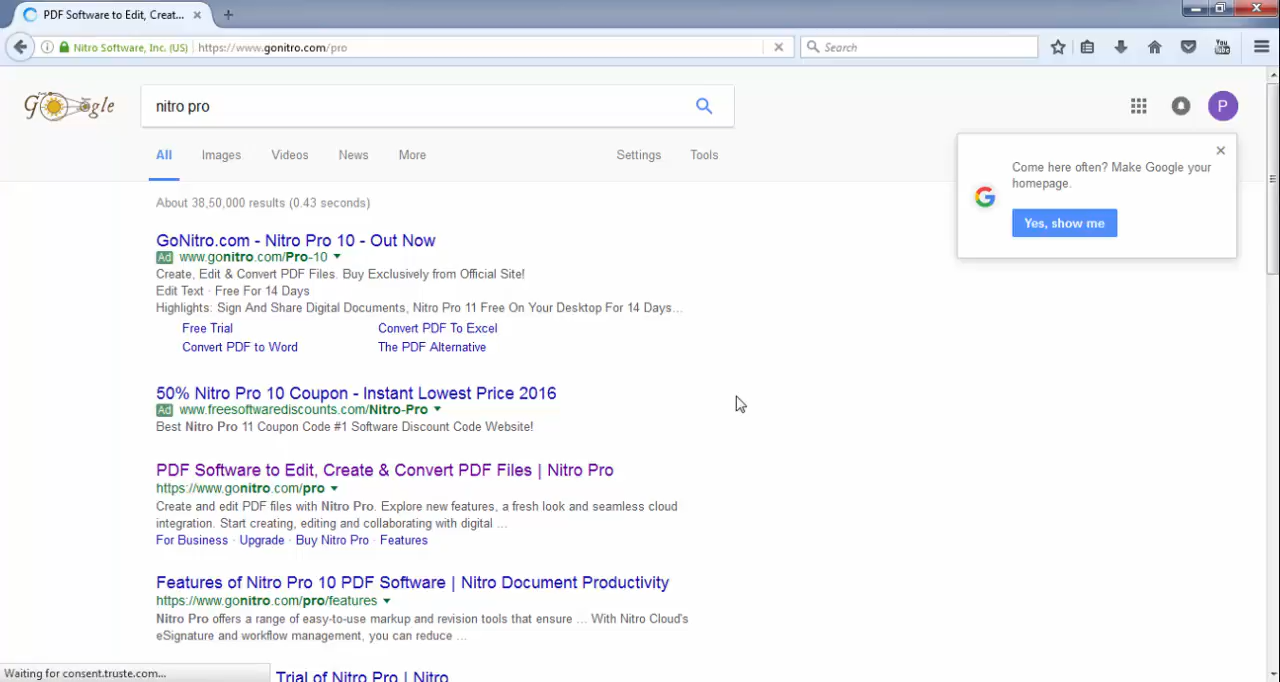 PDF Software to Edit, Creat...
Nitro Software, Inc. (US) https://www.gonitro.com/pro
Search
You Tube
Google
nitro pro
P
All Images Videos News More Settings Tools
Come here often? Make Google your
homepage.
Yes, show me
About 38,50,000 results (0.43 seconds)
GoNitro.com - Nitro Pro 10 - Out Now
Ad www.gonitro.com/Pro-10
Create, Edit & Convert PDF Files. Buy Exclusively from Official Site!
Edit Text · Free For 14 Days
Highlights: Sign And Share Digital Documents, Nitro Pro 11 Free On Your Desktop For 14 Days...
Free Trial Convert PDF To Excel
Convert PDF to Word The PDF Alternative
50% Nitro Pro 10 Coupon - Instant Lowest Price 2016
Ad www.freesoftwarediscounts.com/Nitro-Pro
Best Nitro Pro 11 Coupon Code #1 Software Discount Code Website!
PDF Software to Edit, Create & Convert PDF Files | Nitro Pro
https://www.gonitro.com/pro
Create and edit PDF files with Nitro Pro. Explore new features, a fresh look and seamless cloud
integration. Start creating, editing and collaborating with digital ...
For Business · Upgrade · Buy Nitro Pro · Features
Features of Nitro Pro 10 PDF Software | Nitro Document Productivity
https://www.gonitro.com/pro/features
Nitro Pro offers a range of easy-to-use markup and revision tools that ensure ... With Nitro Cloud's
eSignature and workflow management, you can reduce ...
Waiting for consent.truste.com...
Trial of Nitro Pro | Nitro